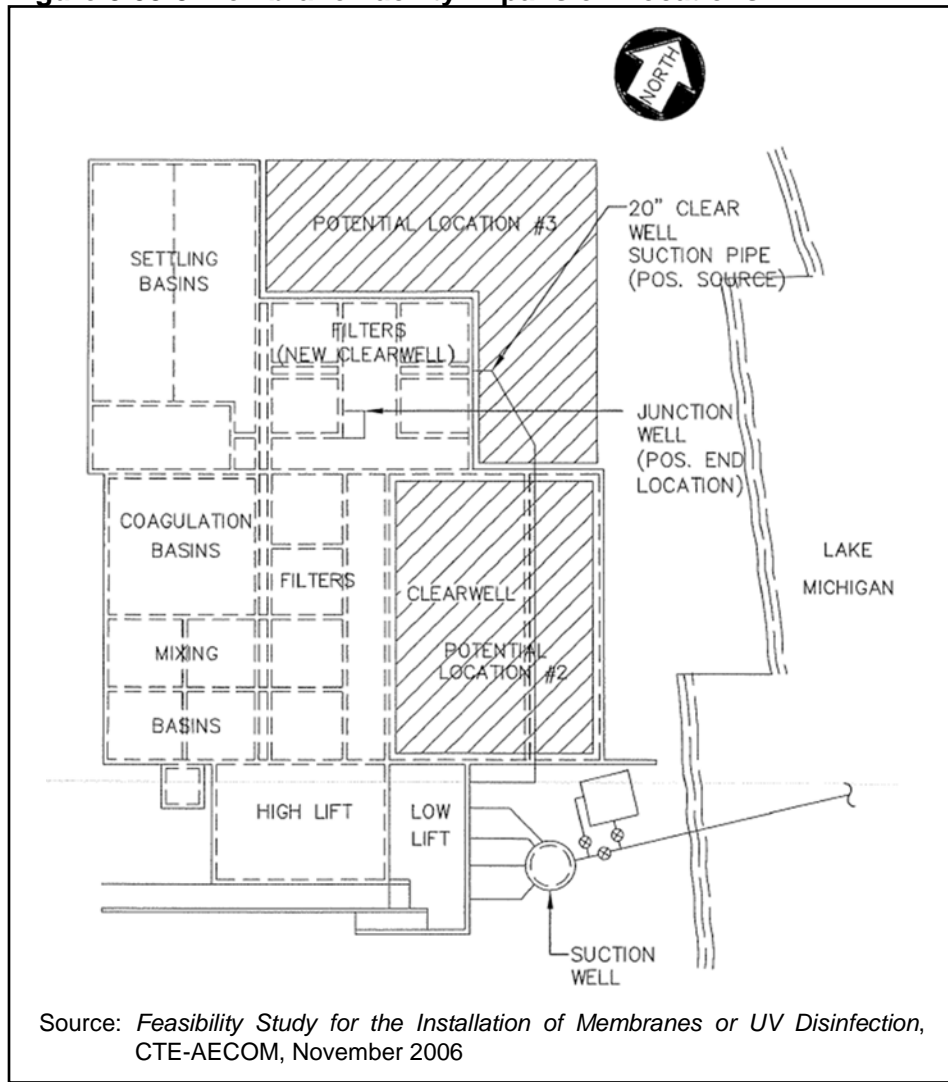 NORTH
POTENTIAL LOCATION #3
20" CLEAR
WELL
SUCTION PIPE
(POS. SOURCE)
SETTLING
BASINS
FILTERS
(NEW CLEARWELL)
JUNCTION
WELL
(POS. END
LOCATION)
COAGULATION
BASINS
FILTERS
CLEARWELL
LAKE
MICHIGAN
MIXING
POTENTIAL
LOCATION #2
BASINS
HIGH LIFT
LOW
LIFT
SUCTION
WELL
Source: Feasibility Study for the Installation of Membranes or UV Disinfection,
CTE-AECOM, November 2006